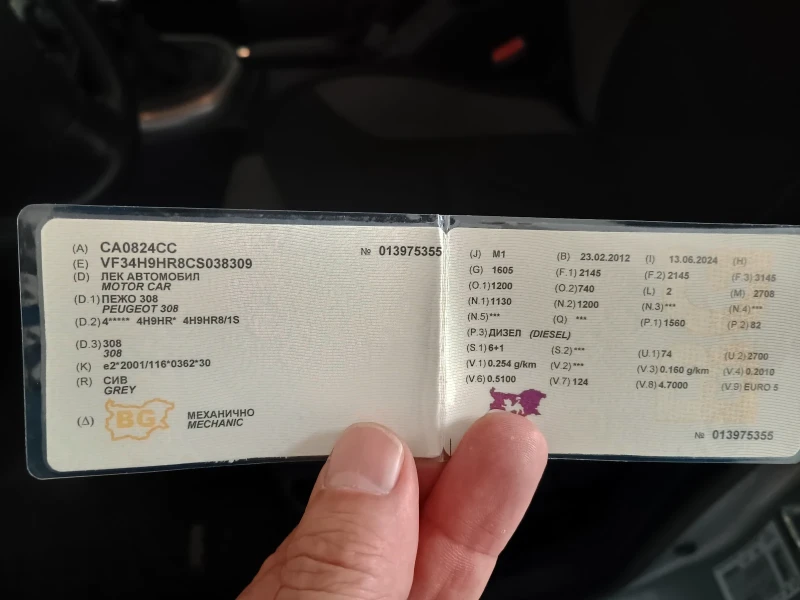 (A) CA0824CC
№ 013975355
(E) VF34H9HR8CS038309
(D) ЛЕК АВТОМОБИЛ
MOTOR CAR
(D.1) ПЕЖО 308
PEUGEOT 308
(D.2) 4***** 4H9HR* 4H9HR8/1S
(D.3) 308
308
(K) e2*2001/116*0362*30
(R) СИВ
GREY
(Δ) BG МЕХАНИЧНО
MECHANIC
(J) M1 (B) 23.02.2012 (I) 13.06.2024 (H)
(G) 1605 (F.1) 2145 (F.2) 2145 (F.3) 3145
(O.1) 1200 (O.2) 740 (L) 2 (M) 2708
(N.1) 1130 (N.2) 1200 (N.3) *** (N.4) ***
(N.5) *** (Q) *** (P.1) 1560 (P.2) 82
(P.3) ДИЗЕЛ (DIESEL)
(S.1) 6+1 (S.2) *** (U.1) 74 (U.2) 2700
(V.1) 0.254 g/km (V.2) *** (V.3) 0.160 g/km (V.4) 0.2010
(V.6) 0.5100 (V.7) 124 (V.8) 4.7000 (V.9) EURO 5
№ 013975355